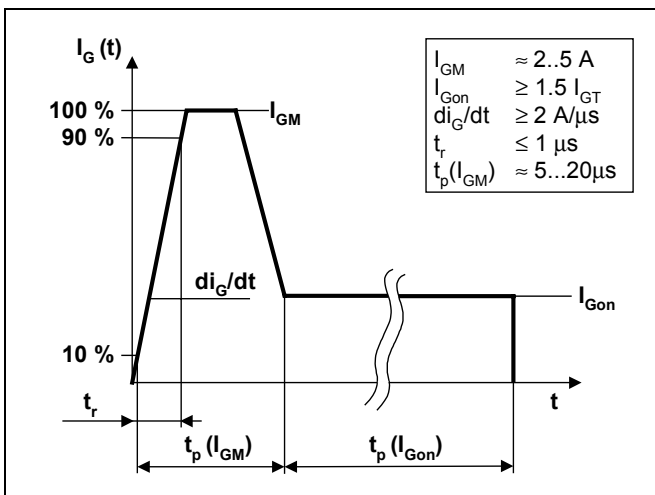 I_G (t)
100 %
90 %
10 %
I_GM
di_G/dt
I_Gon
t
t_r
t_p (I_GM)
t_p (I_Gon)
I_GM ≈ 2..5 A
I_Gon ≥ 1.5 I_GT
di_G/dt ≥ 2 A/μs
t_r ≤ 1 μs
t_p(I_GM) ≈ 5...20μs